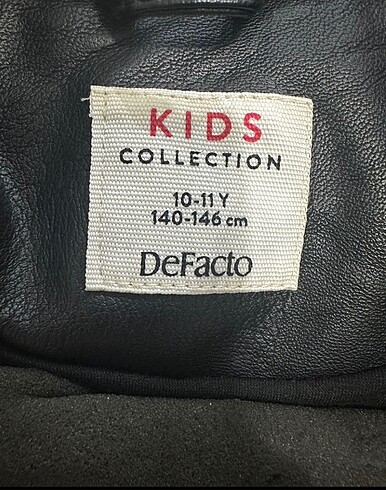 KIDS
COLLECTION
10-11 Y
140-146 cm
DeFacto